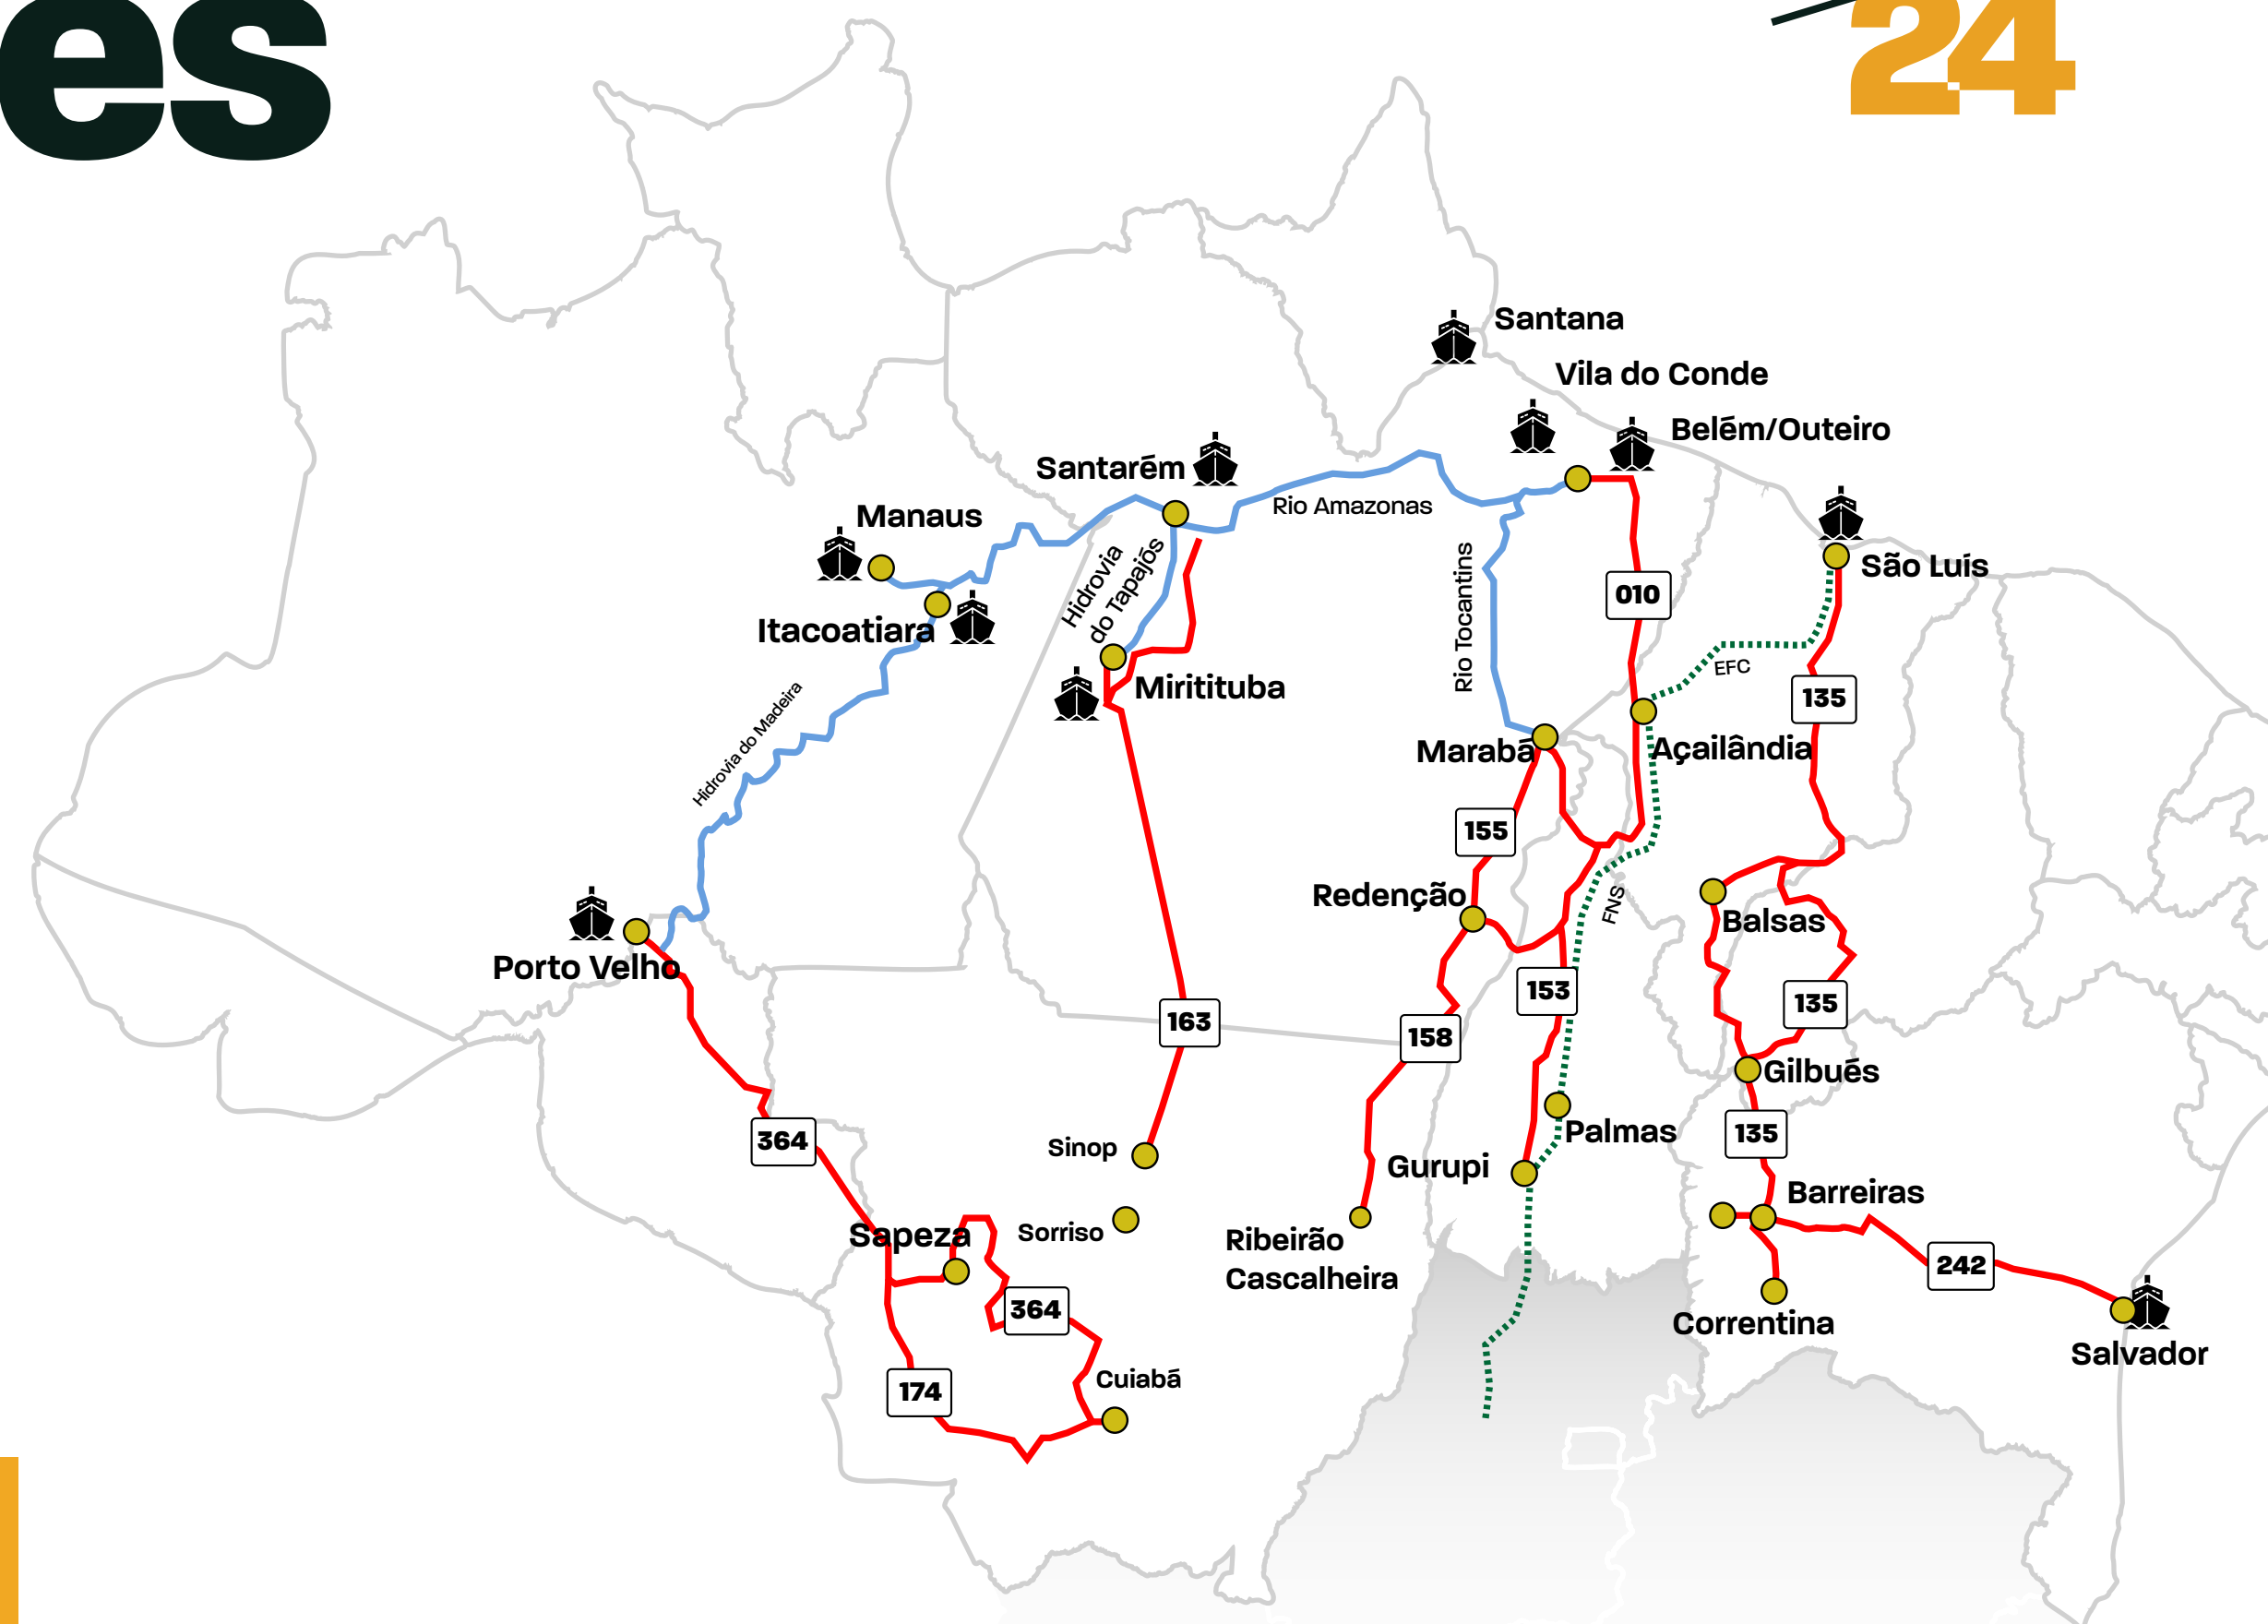 es
24
Santana
Vila do Conde
Belém/Outeiro
Santarém
Rio Amazonas
Manaus
Hidrovia
do Tapajós
São Luís
Rio Tocantins
010
Itacoatiara
EFC
Miritituba
135
Hidrovia do Madeira
Marabá
Açailândia
155
Redenção
FNS
Balsas
Porto Velho
153
135
163
158
Gilbués
364
Palmas
135
Sinop
Gurupi
Barreiras
Sapeza
Sorriso
Ribeirão
Cascalheira
242
364
Correntina
Salvador
174
Cuiabá